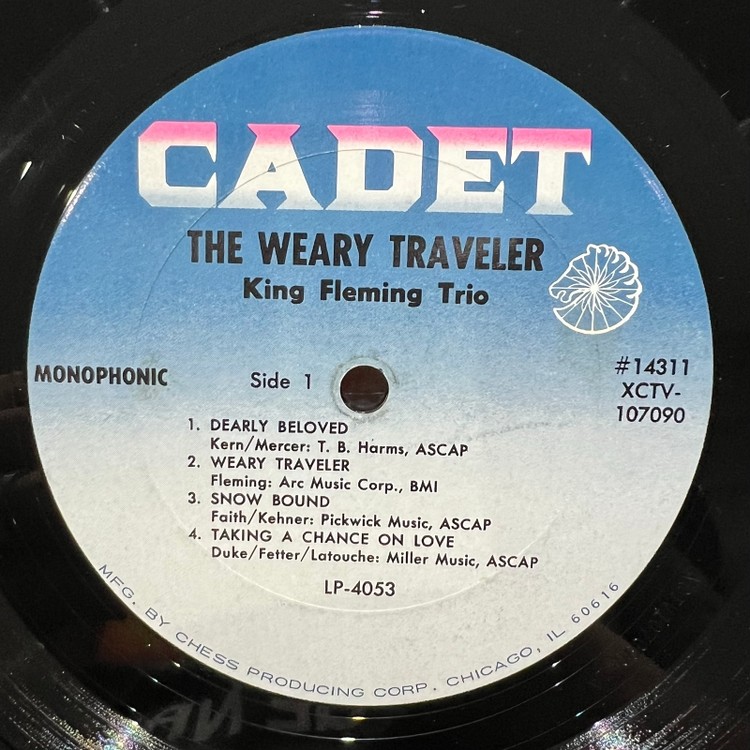 CADET
THE WEARY TRAVELER
King Fleming Trio
MONOPHONIC
Side 1
#14311
XCTV-
107090
1. DEARLY BELOVED
Kern/Mercer: T. B. Harms, ASCAP
2. WEARY TRAVELER
Fleming: Arc Music Corp., BMI
3. SNOW BOUND
Faith/Kehner: Pickwick Music, ASCAP
4. TAKING A CHANCE ON LOVE
Duke/Fetter/Latouche: Miller Music, ASCAP
LP-4053
MFG. BY CHESS PRODUCING CORP. CHICAGO, IL 60616